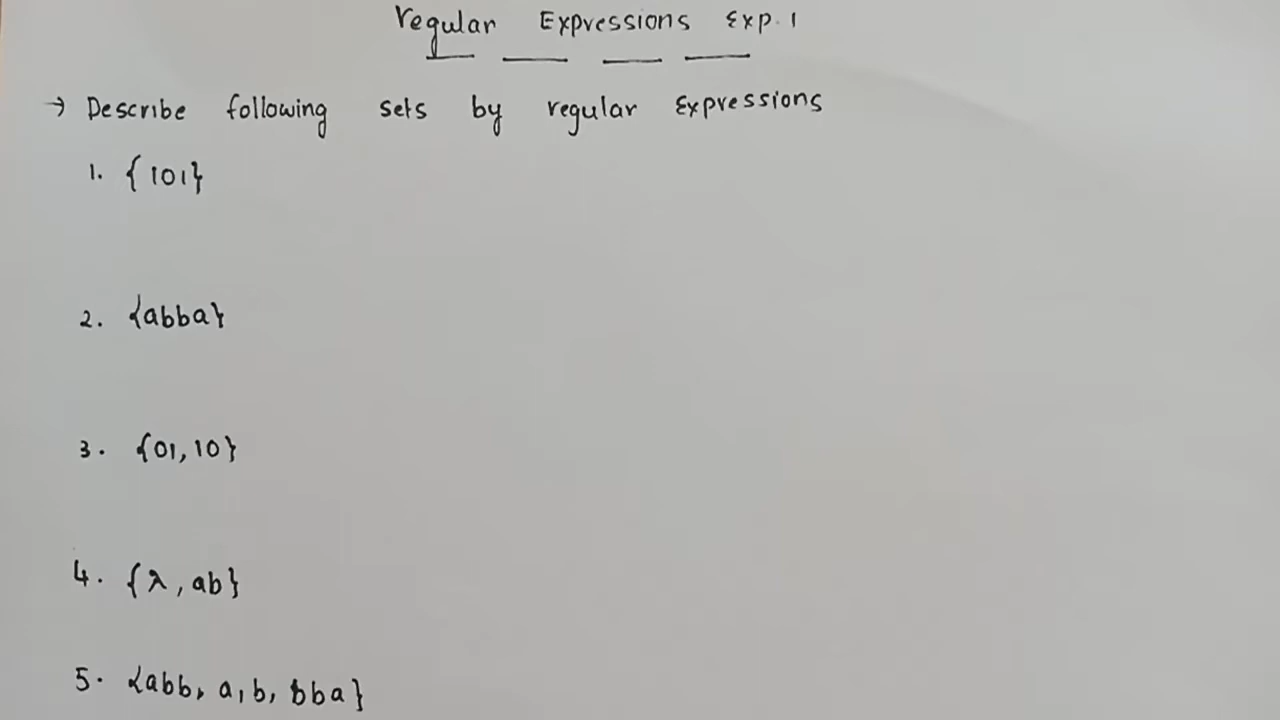 regular Expressions Exp. 1
→ Describe following sets by regular Expressions
1. {101}
2. {abba}
3. {01, 10}
4. {λ, ab}
5. {abb, a, b, bba}